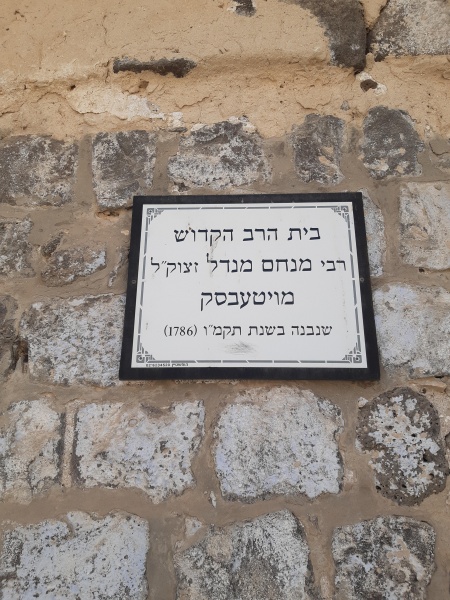 בית הרב הקדוש
רבי מנחם מנדל זצוק״ל
מויטעבסק
שנבנה בשנת תקמ״ו (1786)